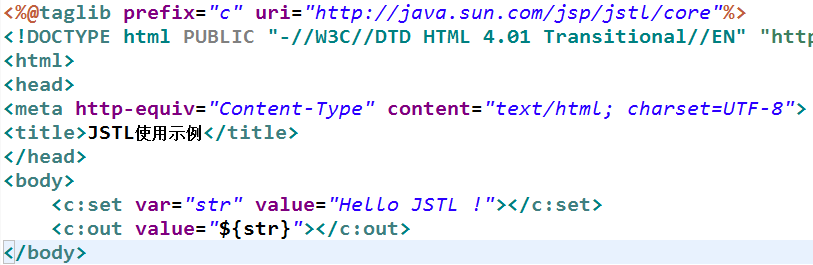 <%@taglib prefix="c" uri="http://java.sun.com/jsp/jstl/core"%>
<!DOCTYPE html PUBLIC "-//W3C//DTD HTML 4.01 Transitional//EN" "http
<html>
<head>
<meta http-equiv="Content-Type" content="text/html; charset=UTF-8">
<title>JSTL使用示例</title>
</head>
<body>
    <c:set var="str" value="Hello JSTL !"></c:set>
    <c:out value="${str}"></c:out>
</body>